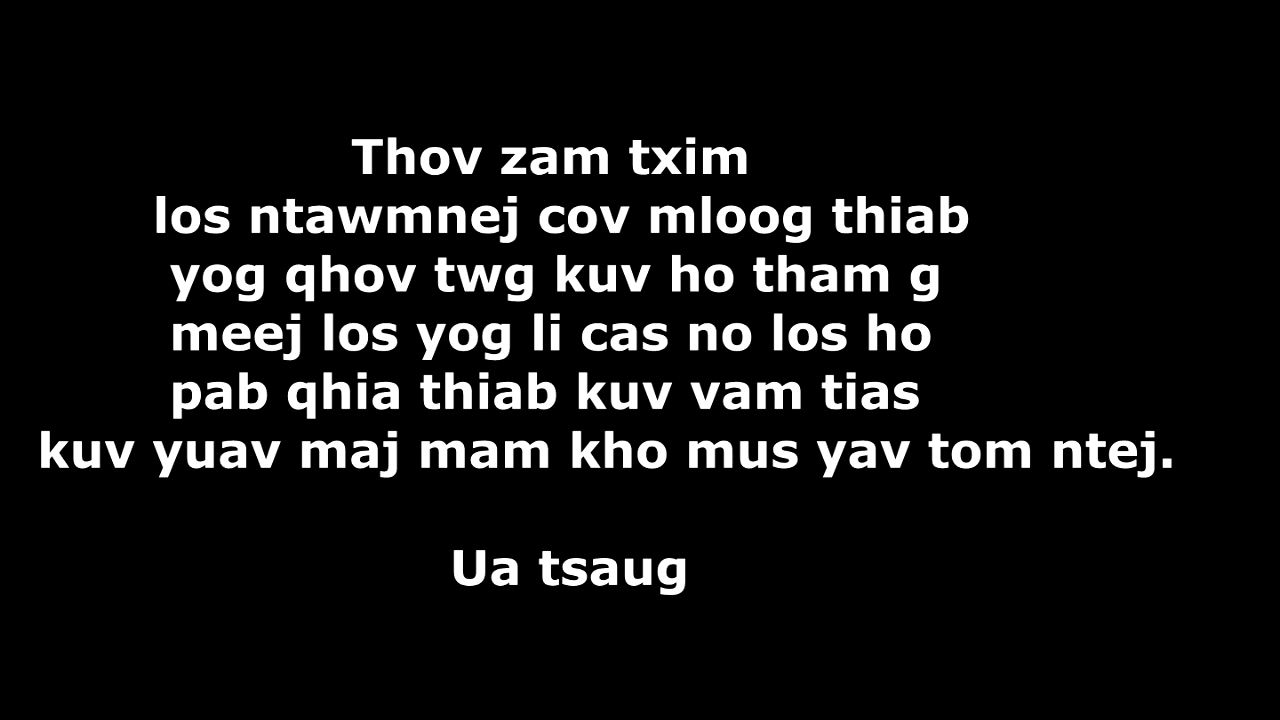 Thov zam txim
los ntawmnej cov mloog thiab
yog qhov twg kuv ho tham g
meej los yog li cas no los ho
pab qhia thiab kuv vam tias
kuv yuav maj mam kho mus yav tom ntej.
Ua tsaug